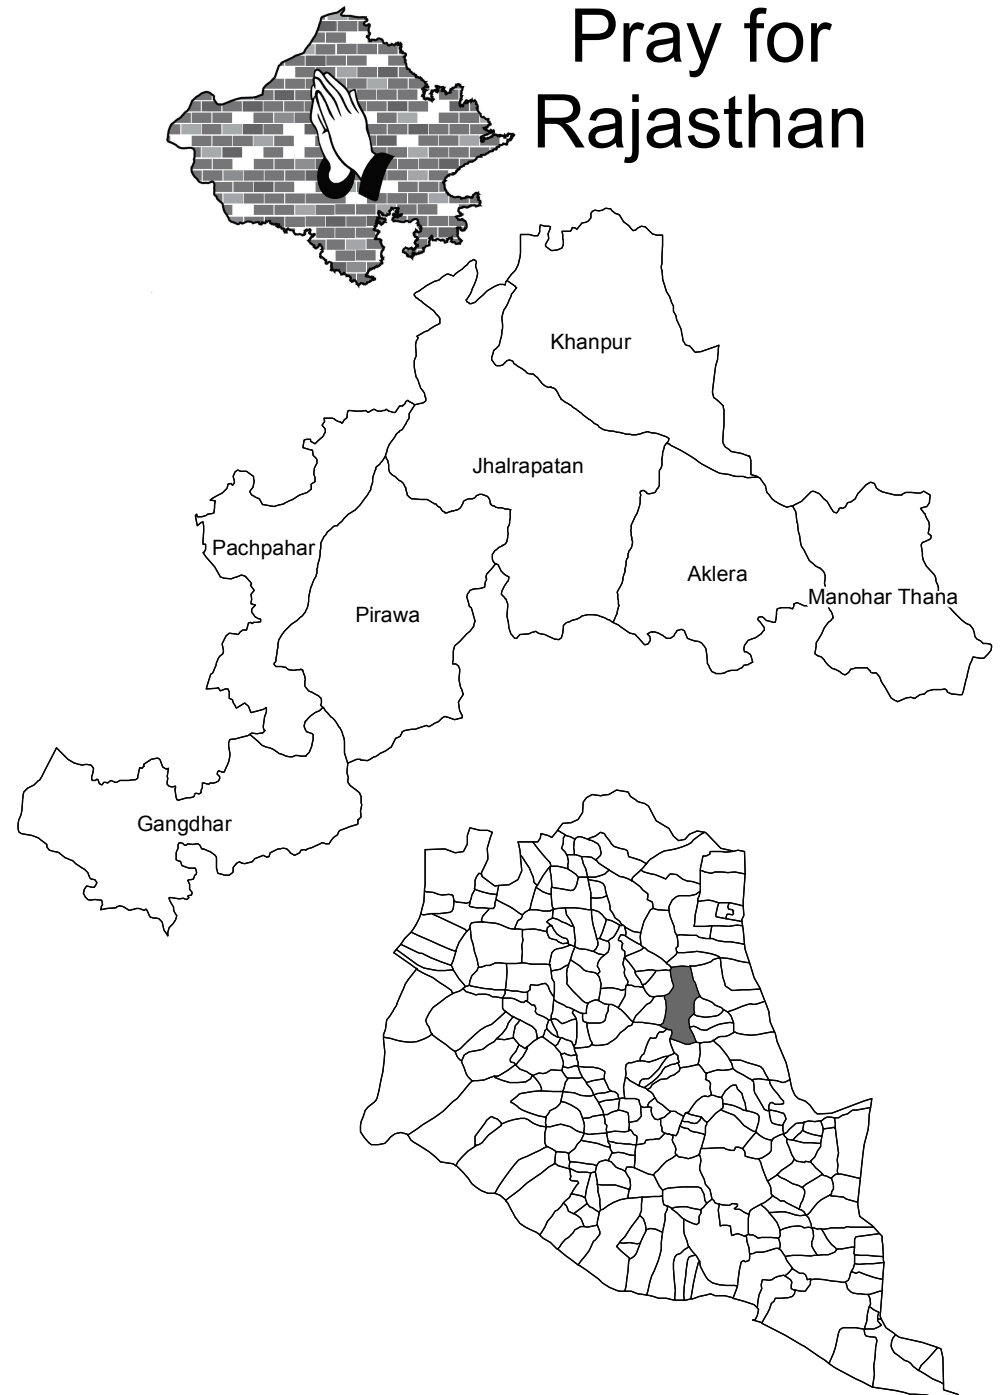 Pray for
Rajasthan
Khanpur
Jhalrapatan
Pachpahar
Aklera
Manohar Thana
Pirawa
Gangdhar